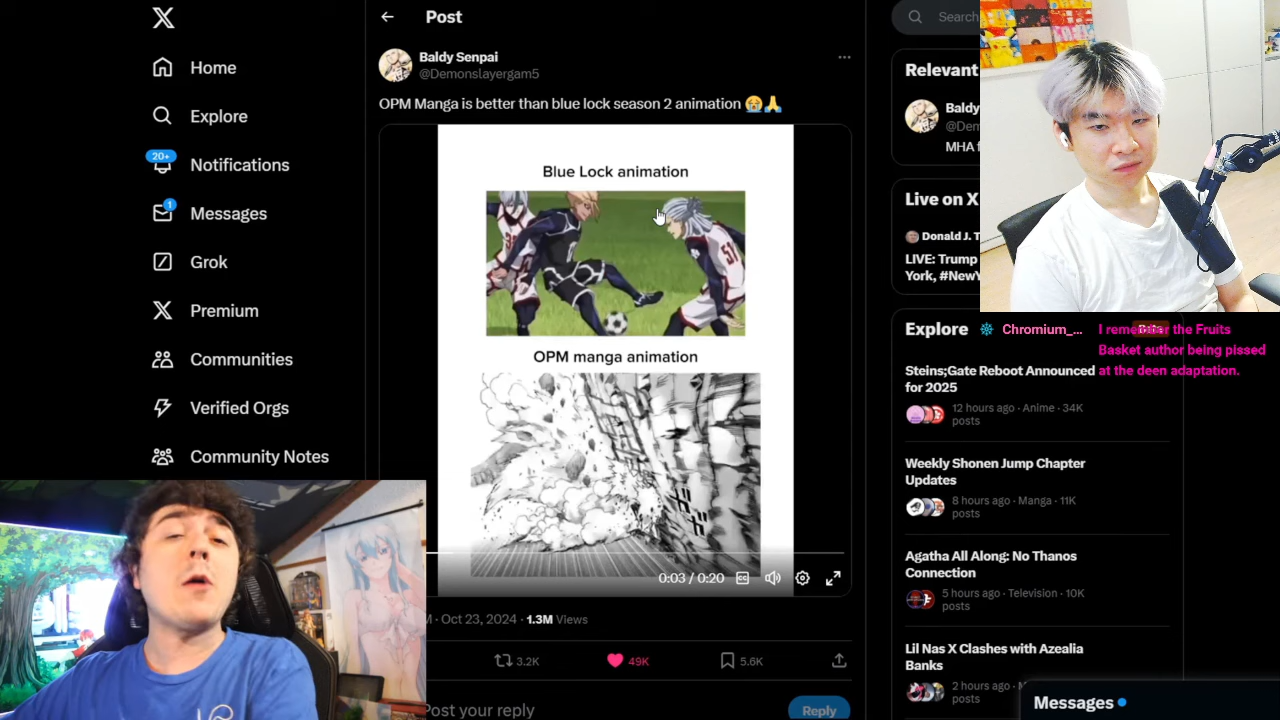 Home
Explore
20+
Notifications
1
Messages
Grok
Premium
Communities
Verified Orgs
Community Notes
Post
Baldy Senpai
@Demonslayergam5
OPM Manga is better than blue lock season 2 animation 😭🙏
Blue Lock animation
51
OPM manga animation
0:03 / 0:20
CC
Oct 23, 2024 · 1.3M Views
3.2K
49K
5.6K
Post your reply
Reply
Search
Relevant
Baldy
@Dem
MHA f
Live on X
Donald J. T
LIVE: Trump
York, #NewY
Explore
Chromium_...
I remember the Fruits
Basket author being pissed
at the deen adaptation.
Steins;Gate Reboot Announced
for 2025
12 hours ago · Anime · 34K
posts
Weekly Shonen Jump Chapter
Updates
8 hours ago · Manga · 11K
posts
Agatha All Along: No Thanos
Connection
5 hours ago · Television · 10K
posts
Lil Nas X Clashes with Azealia
Banks
2 hours ago · M
posts
Messages